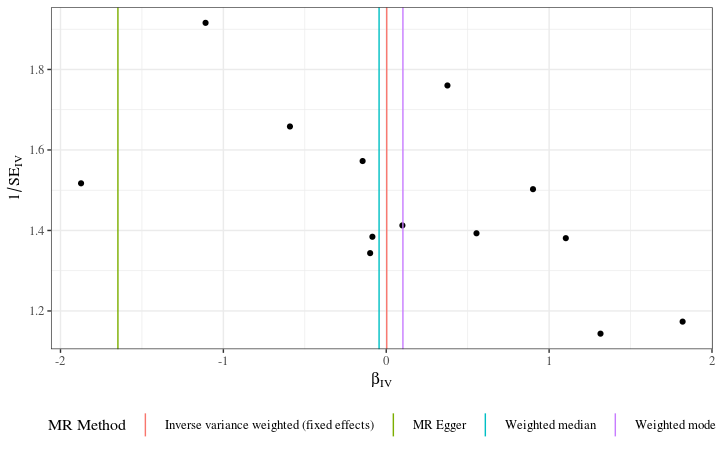 1.8
1.6
1.4
1.2
1/SE_IV
-2 -1 0 1 2
β_IV
MR Method Inverse variance weighted (fixed effects) MR Egger Weighted median Weighted mode